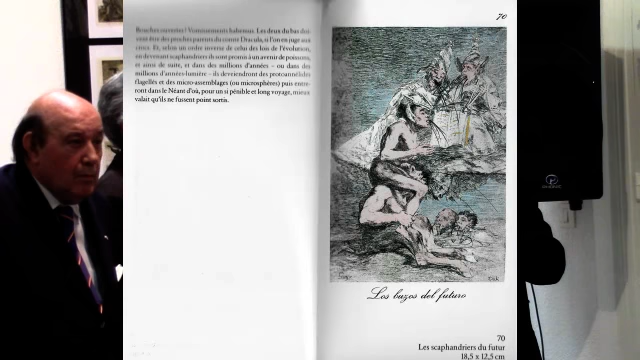 Bouches ouvertes! Vomissements baheteux. Les deux du bas doi-
vent être des proches parents du comte Dracula, si l'on en juge aux
crocs. Et, selon un ordre inverse de celui des lois de l'évolution,
en devenant scaphandriers ils sont promis à un avenir de poissons,
et ainsi de suite, et dans des millions d'années – ou dans des
millions d'années-lumière – ils deviendront des protoannélidés
flagellés et des micro-assemblages (ou microsphères) puis entre-
ront dans le Néant d'où, pour un si pénible et long voyage, mieux
valait qu'ils ne fussent point sortis.
70
Los buzos del futuro
70
Les scaphandriers du futur
18,5 x 12,5 cm